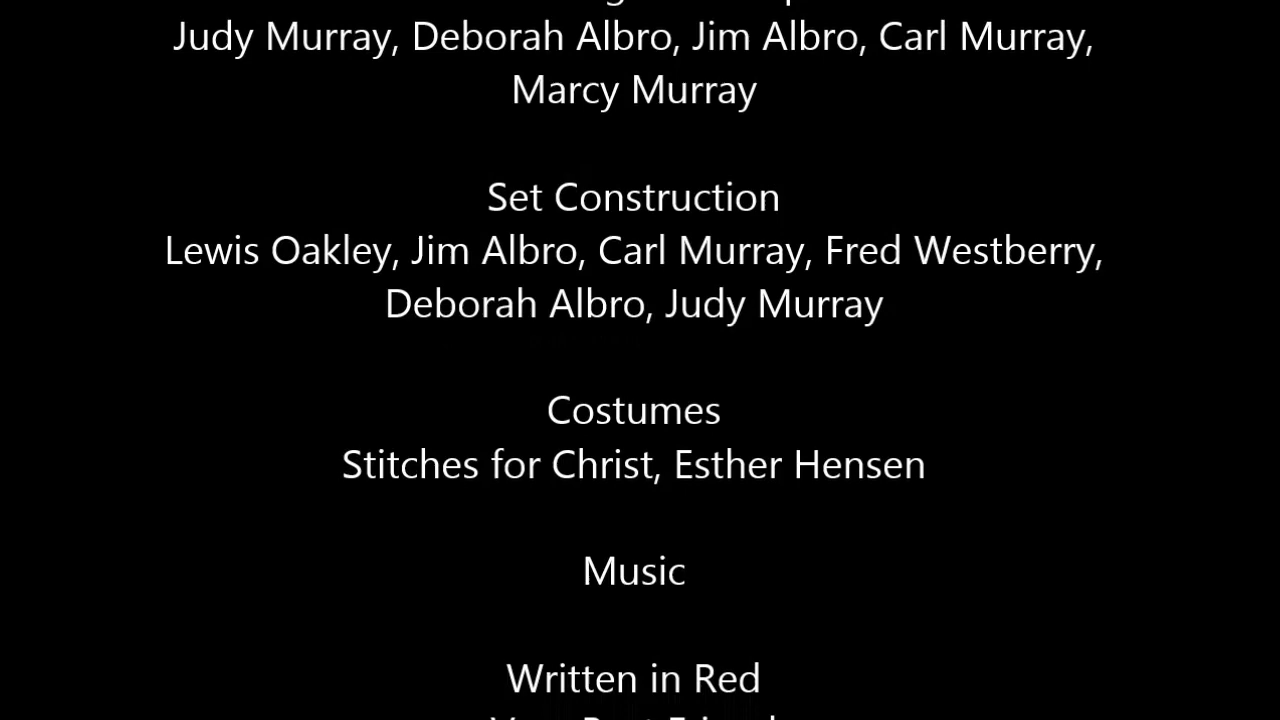 Judy Murray, Deborah Albro, Jim Albro, Carl Murray,
Marcy Murray
Set Construction
Lewis Oakley, Jim Albro, Carl Murray, Fred Westberry,
Deborah Albro, Judy Murray
Costumes
Stitches for Christ, Esther Hensen
Music
Written in Red